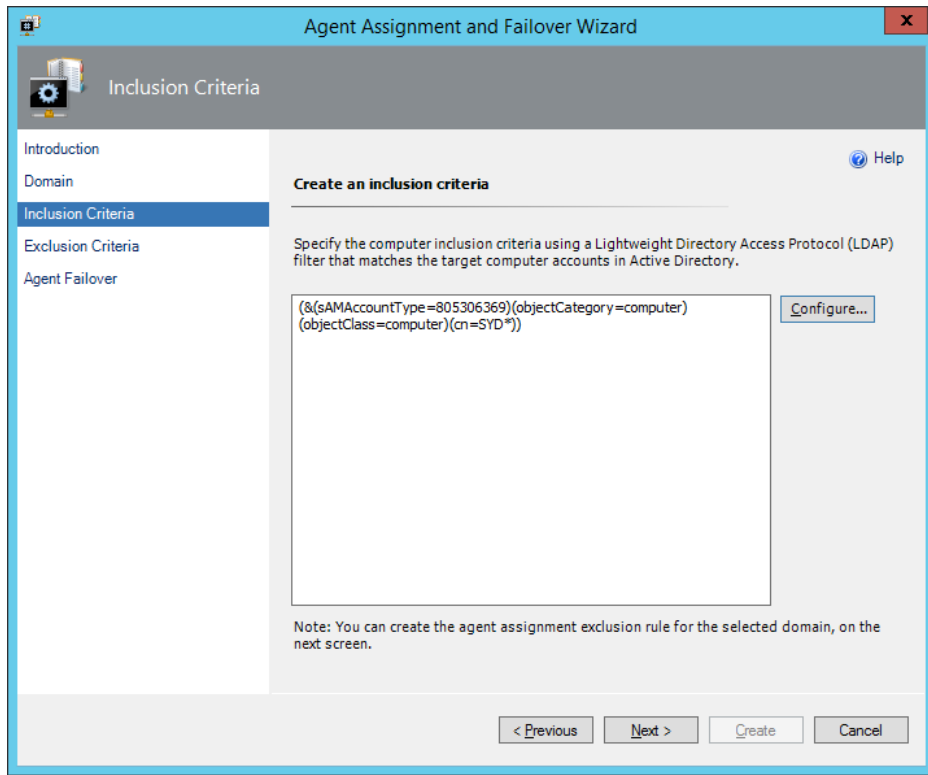 Agent Assignment and Failover Wizard
x
Inclusion Criteria
Introduction
Domain
Inclusion Criteria
Exclusion Criteria
Agent Failover
Help
Create an inclusion criteria
Specify the computer inclusion criteria using a Lightweight Directory Access Protocol (LDAP)
filter that matches the target computer accounts in Active Directory.
(&(sAMAccountType=805306369)(objectCategory=computer)
(objectClass=computer)(cn=SYD*))
Configure...
Note: You can create the agent assignment exclusion rule for the selected domain, on the
next screen.
< Previous
Next >
Create
Cancel